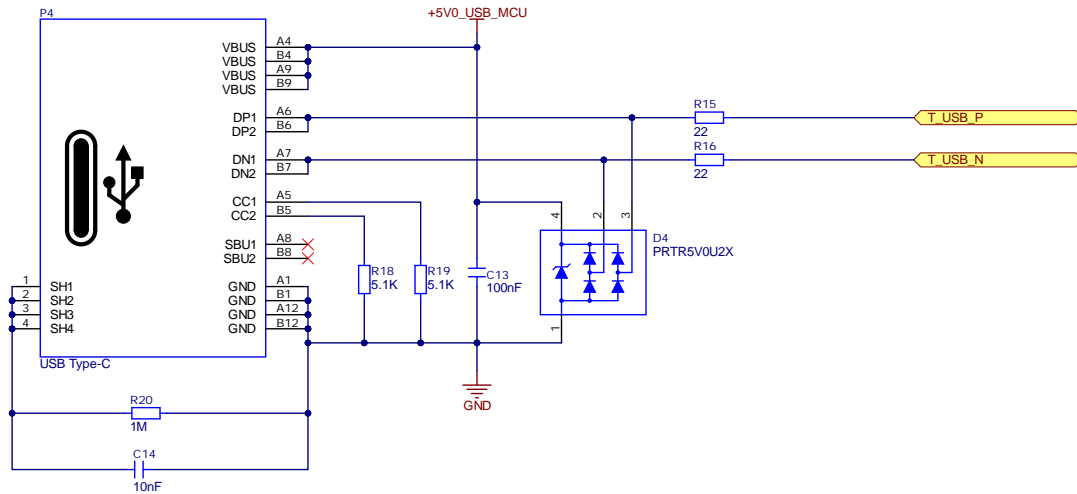 P4
+5V0_USB_MCU
VBUS A4
VBUS B4
VBUS A9
VBUS B9
DP1 A6
DP2 B6
R15
22
T_USB_P
DN1 A7
DN2 B7
R16
22
T_USB_N
CC1 A5
CC2 B5
SBU1 A8
SBU2 B8
4
2
3
D4
PRTR5V0U2X
R18
5.1K
R19
5.1K
C13
100nF
1 SH1
2 SH2
3 SH3
4 SH4
GND A1
GND B1
GND A12
GND B12
1
USB Type-C
GND
R20
1M
C14
10nF